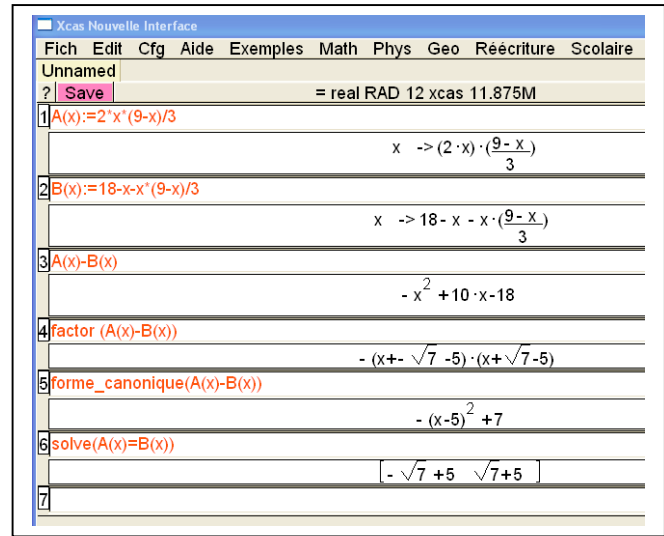 Xcas Nouvelle Interface
Fich Edit Cfg Aide Exemples Math Phys Geo Réécriture Scolaire
Unnamed
? Save = real RAD 12 xcas 11.875M
1 A(x):=2*x*(9-x)/3
x ->(2·x)·(\frac{9-x}{3})
2 B(x):=18-x-x*(9-x)/3
x ->18-x-x·(\frac{9-x}{3})
3 A(x)-B(x)
-x^2+10·x-18
4 factor (A(x)-B(x))
-(x+-√7-5)·(x+√7-5)
5 forme_canonique(A(x)-B(x))
-(x-5)^2+7
6 solve(A(x)=B(x))
[-√7+5 √7+5]
7